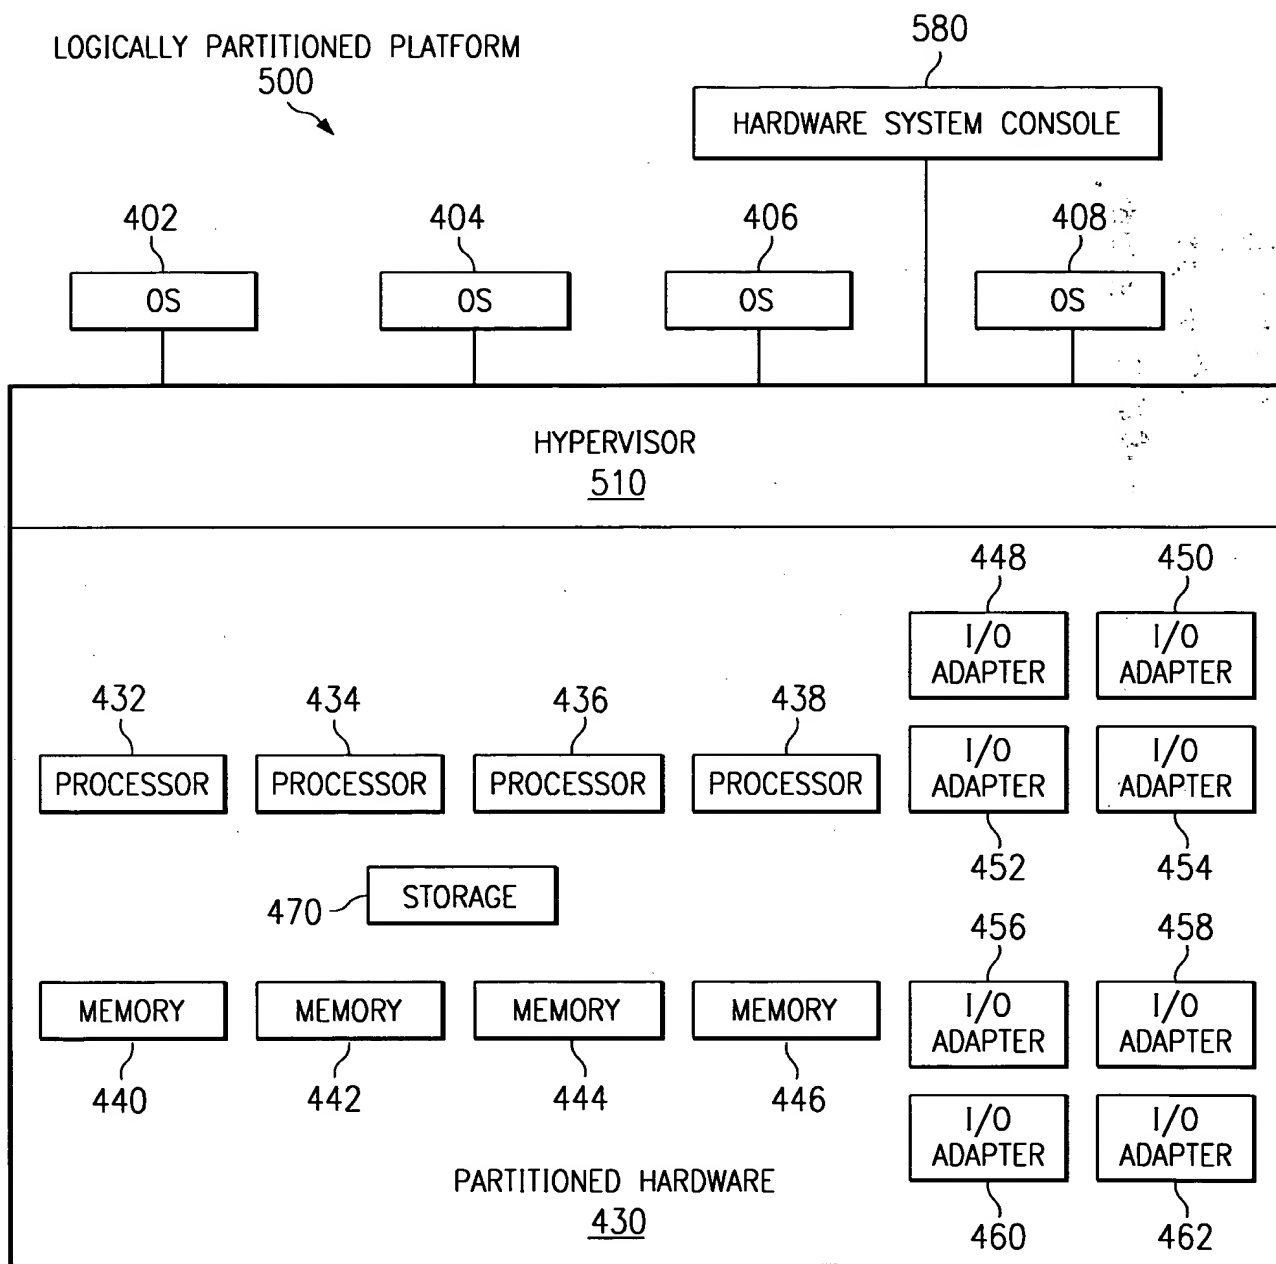 LOGICALLY PARTITIONED PLATFORM
500
580
HARDWARE SYSTEM CONSOLE
402
404
406
408
OS
OS
OS
OS
HYPERVISOR
510
448
450
I/O
ADAPTER
I/O
ADAPTER
432
434
436
438
PROCESSOR
PROCESSOR
PROCESSOR
PROCESSOR
I/O
ADAPTER
I/O
ADAPTER
452
454
470
STORAGE
456
458
MEMORY
MEMORY
MEMORY
MEMORY
I/O
ADAPTER
I/O
ADAPTER
440
442
444
446
I/O
ADAPTER
I/O
ADAPTER
PARTITIONED HARDWARE
430
460
462